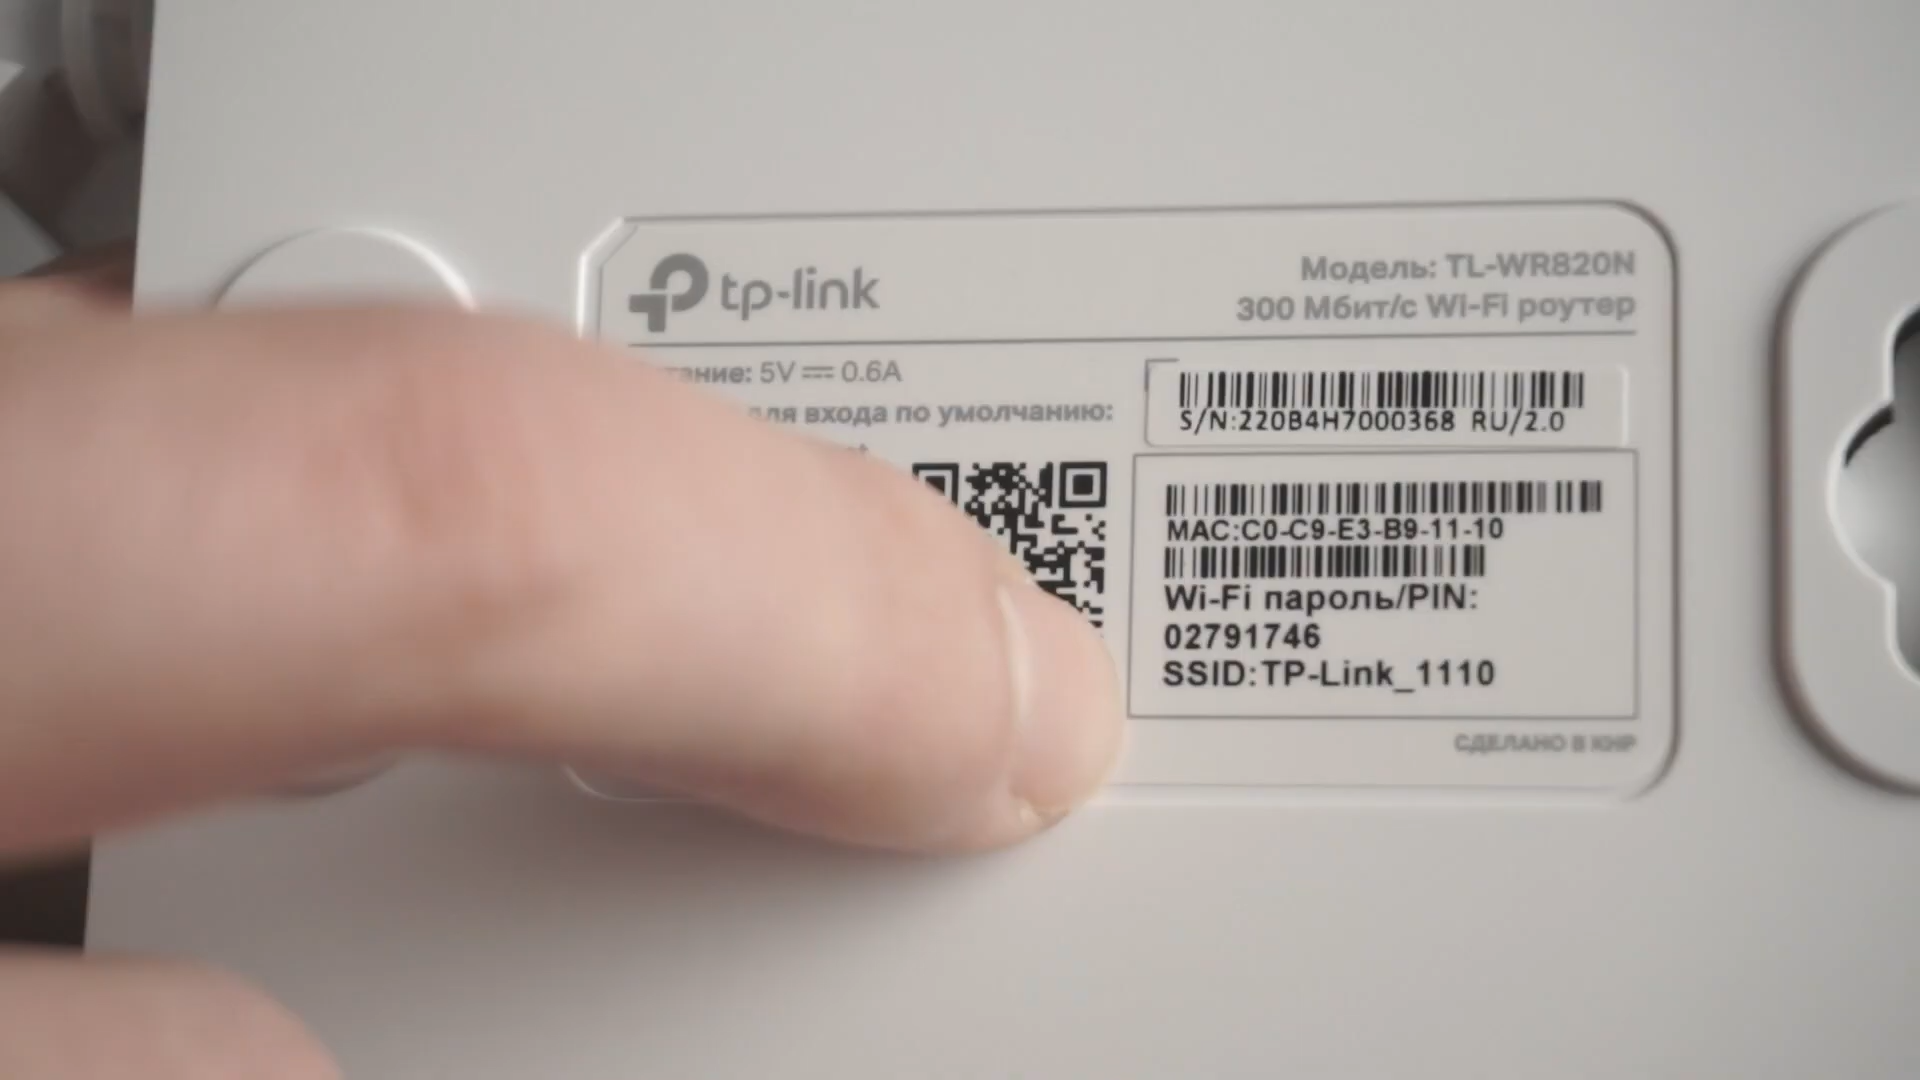 tp-link
Модель: TL-WR820N
300 Мбит/с Wi-Fi роутер
5V 0.6A
для входа по умолчанию:
S/N:220B4H7000368 RU/2.0
MAC:C0-C9-E3-B9-11-10
Wi-Fi пароль/PIN:
02791746
SSID:TP-Link_1110
СДЕЛАНО В КНР